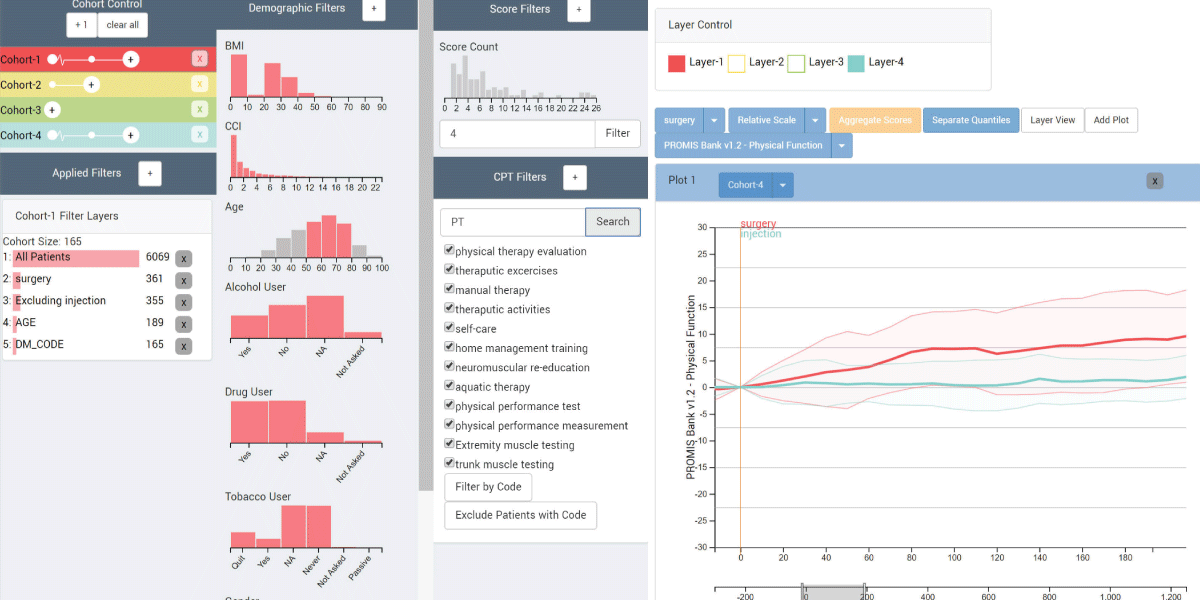 Cohort Control
+ 1 clear all
Cohort-1 + x
Cohort-2 + x
Cohort-3 + x
Cohort-4 + x
Applied Filters +
Cohort-1 Filter Layers
Cohort Size: 165
1: All Patients 6069 x
2: surgery 361 x
3: Excluding injection 355 x
4: AGE 189 x
5: DM_CODE 165 x
Demographic Filters +
BMI
0 10 20 30 40 50 60 70 80 90
CCI
0 2 4 6 8 10 12 14 16 18 20 22
Age
0 10 20 30 40 50 60 70 80 90 100
Alcohol User
Yes No NA Not Asked
Drug User
Yes No NA Not Asked
Tobacco User
Quit Yes NA Never Not Asked Passive
Gender
Score Filters +
Score Count
0 2 4 6 8 10 12 14 16 18 20 22 24 26
4 Filter
CPT Filters +
PT Search
physical therapy evaluation
theraputic excercises
manual therapy
theraputic activities
self-care
home management training
neuromuscular re-education
aquatic therapy
physical performance test
physical performance measurement
Extremity muscle testing
trunk muscle testing
Filter by Code
Exclude Patients with Code
Layer Control
Layer-1 Layer-2 Layer-3 Layer-4
surgery Relative Scale Aggregate Scores Separate Quantiles Layer View Add Plot
PROMIS Bank v1.2 - Physical Function
Plot 1 Cohort-4 x
surgery
injection
PROMIS Bank v1.2 - Physical Function
30
25
20
15
10
5
0
-5
-10
-15
-20
-25
-30
0 20 40 60 80 100 120 140 160 180
-200 0 200 400 600 800 1,000 1,200